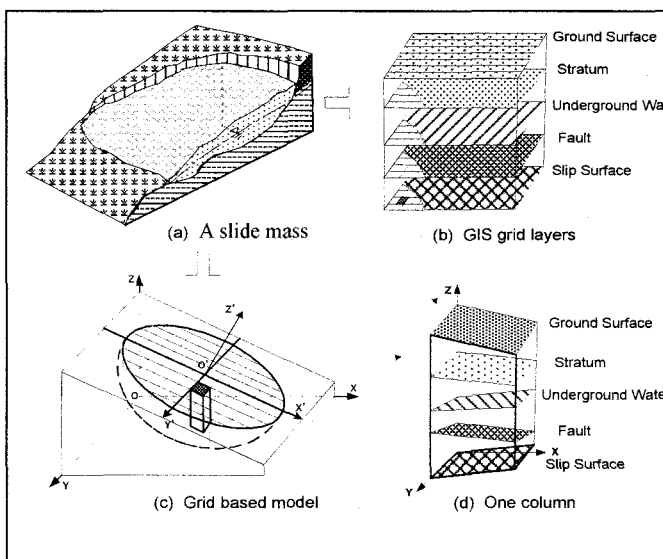 Ground Surface
Stratum
Underground Wa
Fault
Slip Surface
(a) A slide mass
(b) GIS grid layers
Z
Z'
O'
O
X
X'
Y'
Y
(c) Grid based model
Z
Ground Surface
Stratum
Underground Wate
Fault
X
Slip Surface
Y
(d) One column